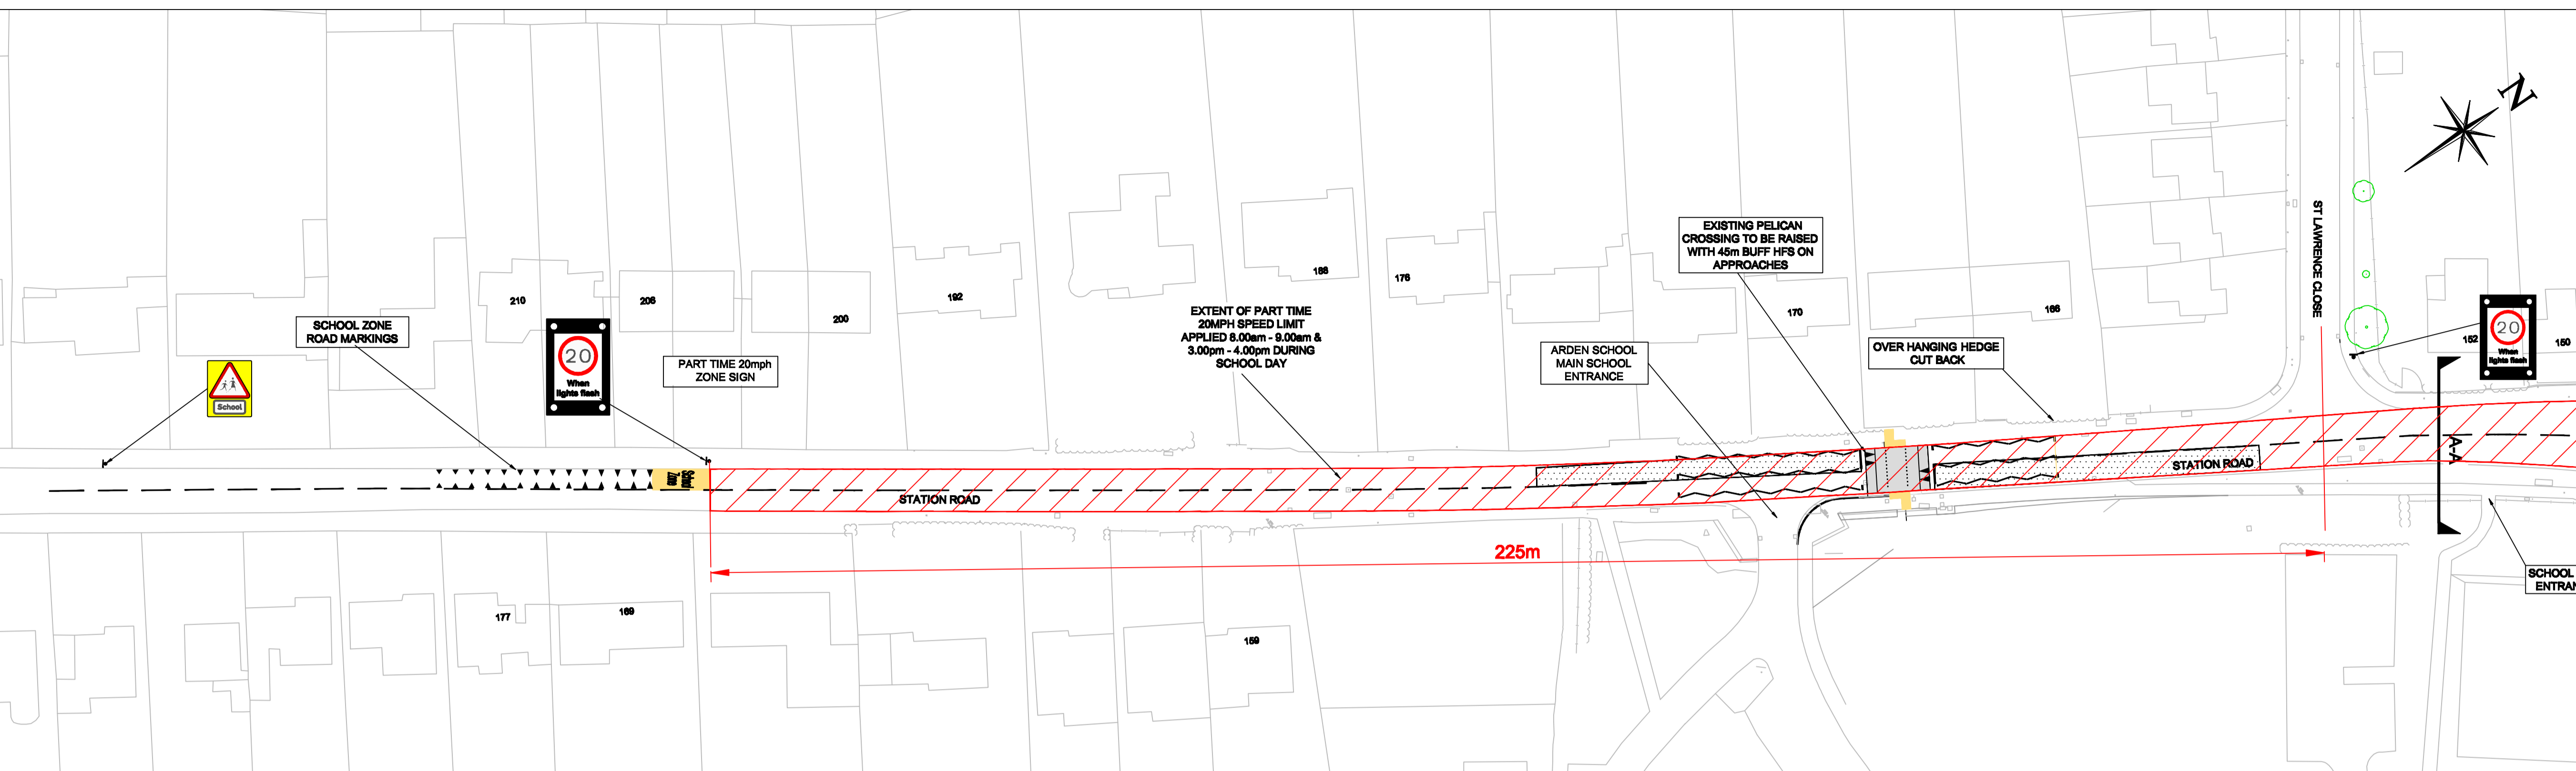 SCHOOL ZONE
ROAD MARKINGS
School
20
When
lights flash
PART TIME 20mph
ZONE SIGN
School
Zone
210
206
200
192
188
176
170
166
152
150
177
169
159
EXTENT OF PART TIME
20MPH SPEED LIMIT
APPLIED 8.00am - 9.00am &
3.00pm - 4.00pm DURING
SCHOOL DAY
EXISTING PELICAN
CROSSING TO BE RAISED
WITH 45m BUFF HFS ON
APPROACHES
ARDEN SCHOOL
MAIN SCHOOL
ENTRANCE
OVER HANGING HEDGE
CUT BACK
ST LAWRENCE CLOSE
N
20
When
lights flash
A-A
STATION ROAD
STATION ROAD
225m
SCHOOL
ENTRAN